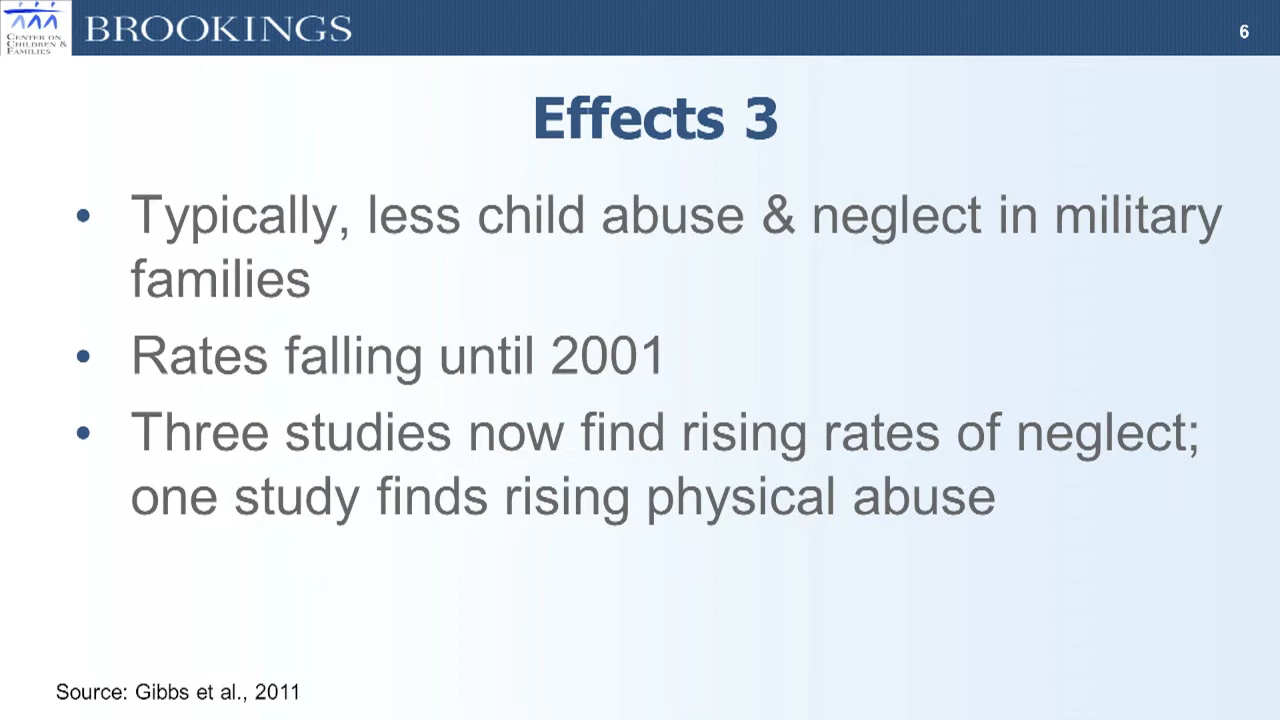 CENTER ON
CHILDREN &
FAMILIES
BROOKINGS
6
Effects 3
• Typically, less child abuse & neglect in military
families
• Rates falling until 2001
• Three studies now find rising rates of neglect;
one study finds rising physical abuse
Source: Gibbs et al., 2011